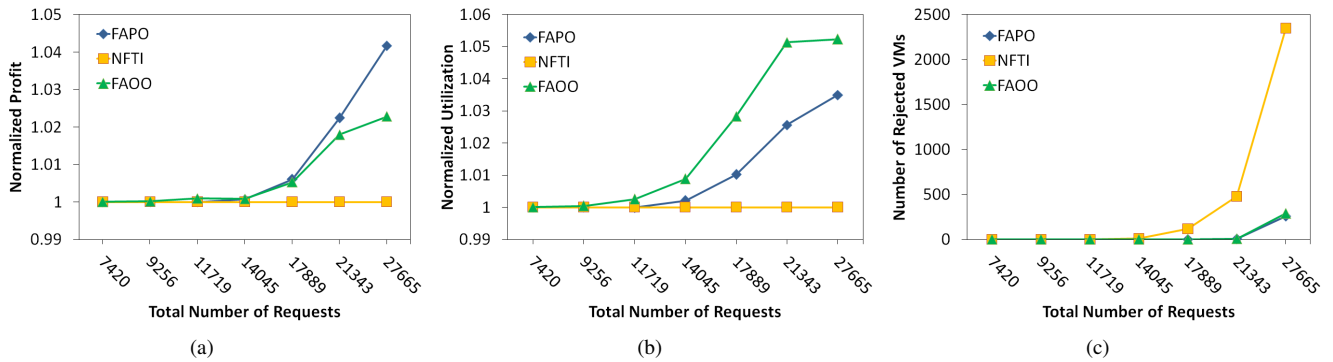 1.05
1.04
1.03
1.02
1.01
1
0.99
Normalized Profit
FAPO
NFTI
FAOO
7420
9256
11719
14045
17889
21343
27665
Total Number of Requests
(a)
1.06
1.05
1.04
1.03
1.02
1.01
1
0.99
Normalized Utilization
FAPO
NFTI
FAOO
7420
9256
11719
14045
17889
21343
27665
Total Number of Requests
(b)
2500
2000
1500
1000
500
0
Number of Rejected VMs
FAPO
NFTI
FAOO
7420
9256
11719
14045
17889
21343
27665
Total Number of Requests
(c)